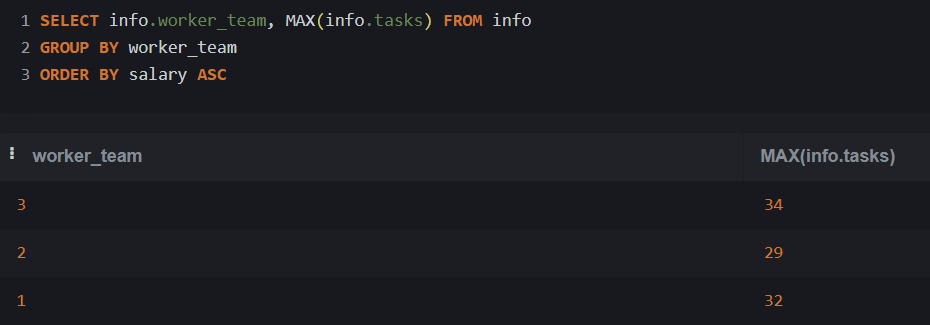 1 SELECT info.worker_team, MAX(info.tasks) FROM info
2 GROUP BY worker_team
3 ORDER BY salary ASC
worker_team MAX(info.tasks)
3 34
2 29
1 32